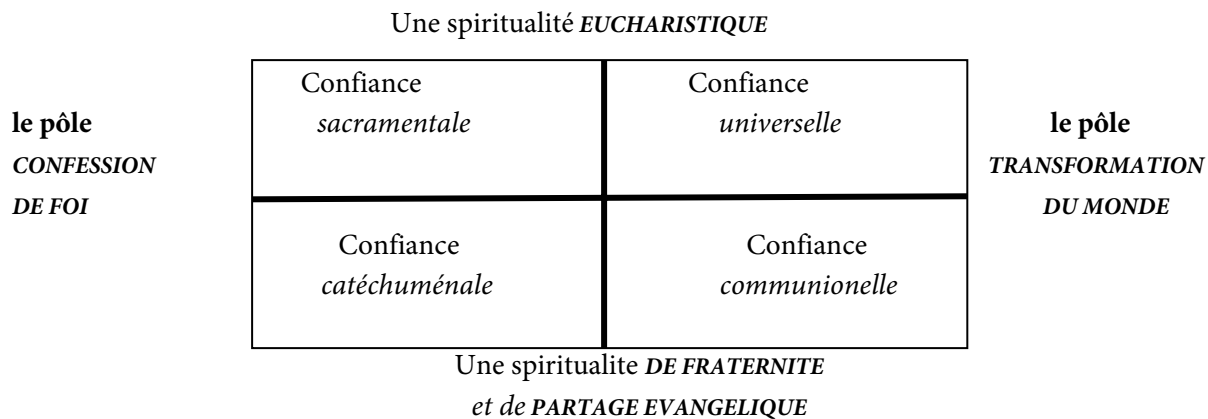 Une spiritualité EUCHARISTIQUE
Confiance
sacramentale
Confiance
universelle
le pôle
CONFESSION
DE FOI
le pôle
TRANSFORMATION
DU MONDE
Confiance
catéchuménale
Confiance
communionelle
Une spiritualite DE FRATERNITE
et de PARTAGE EVANGELIQUE